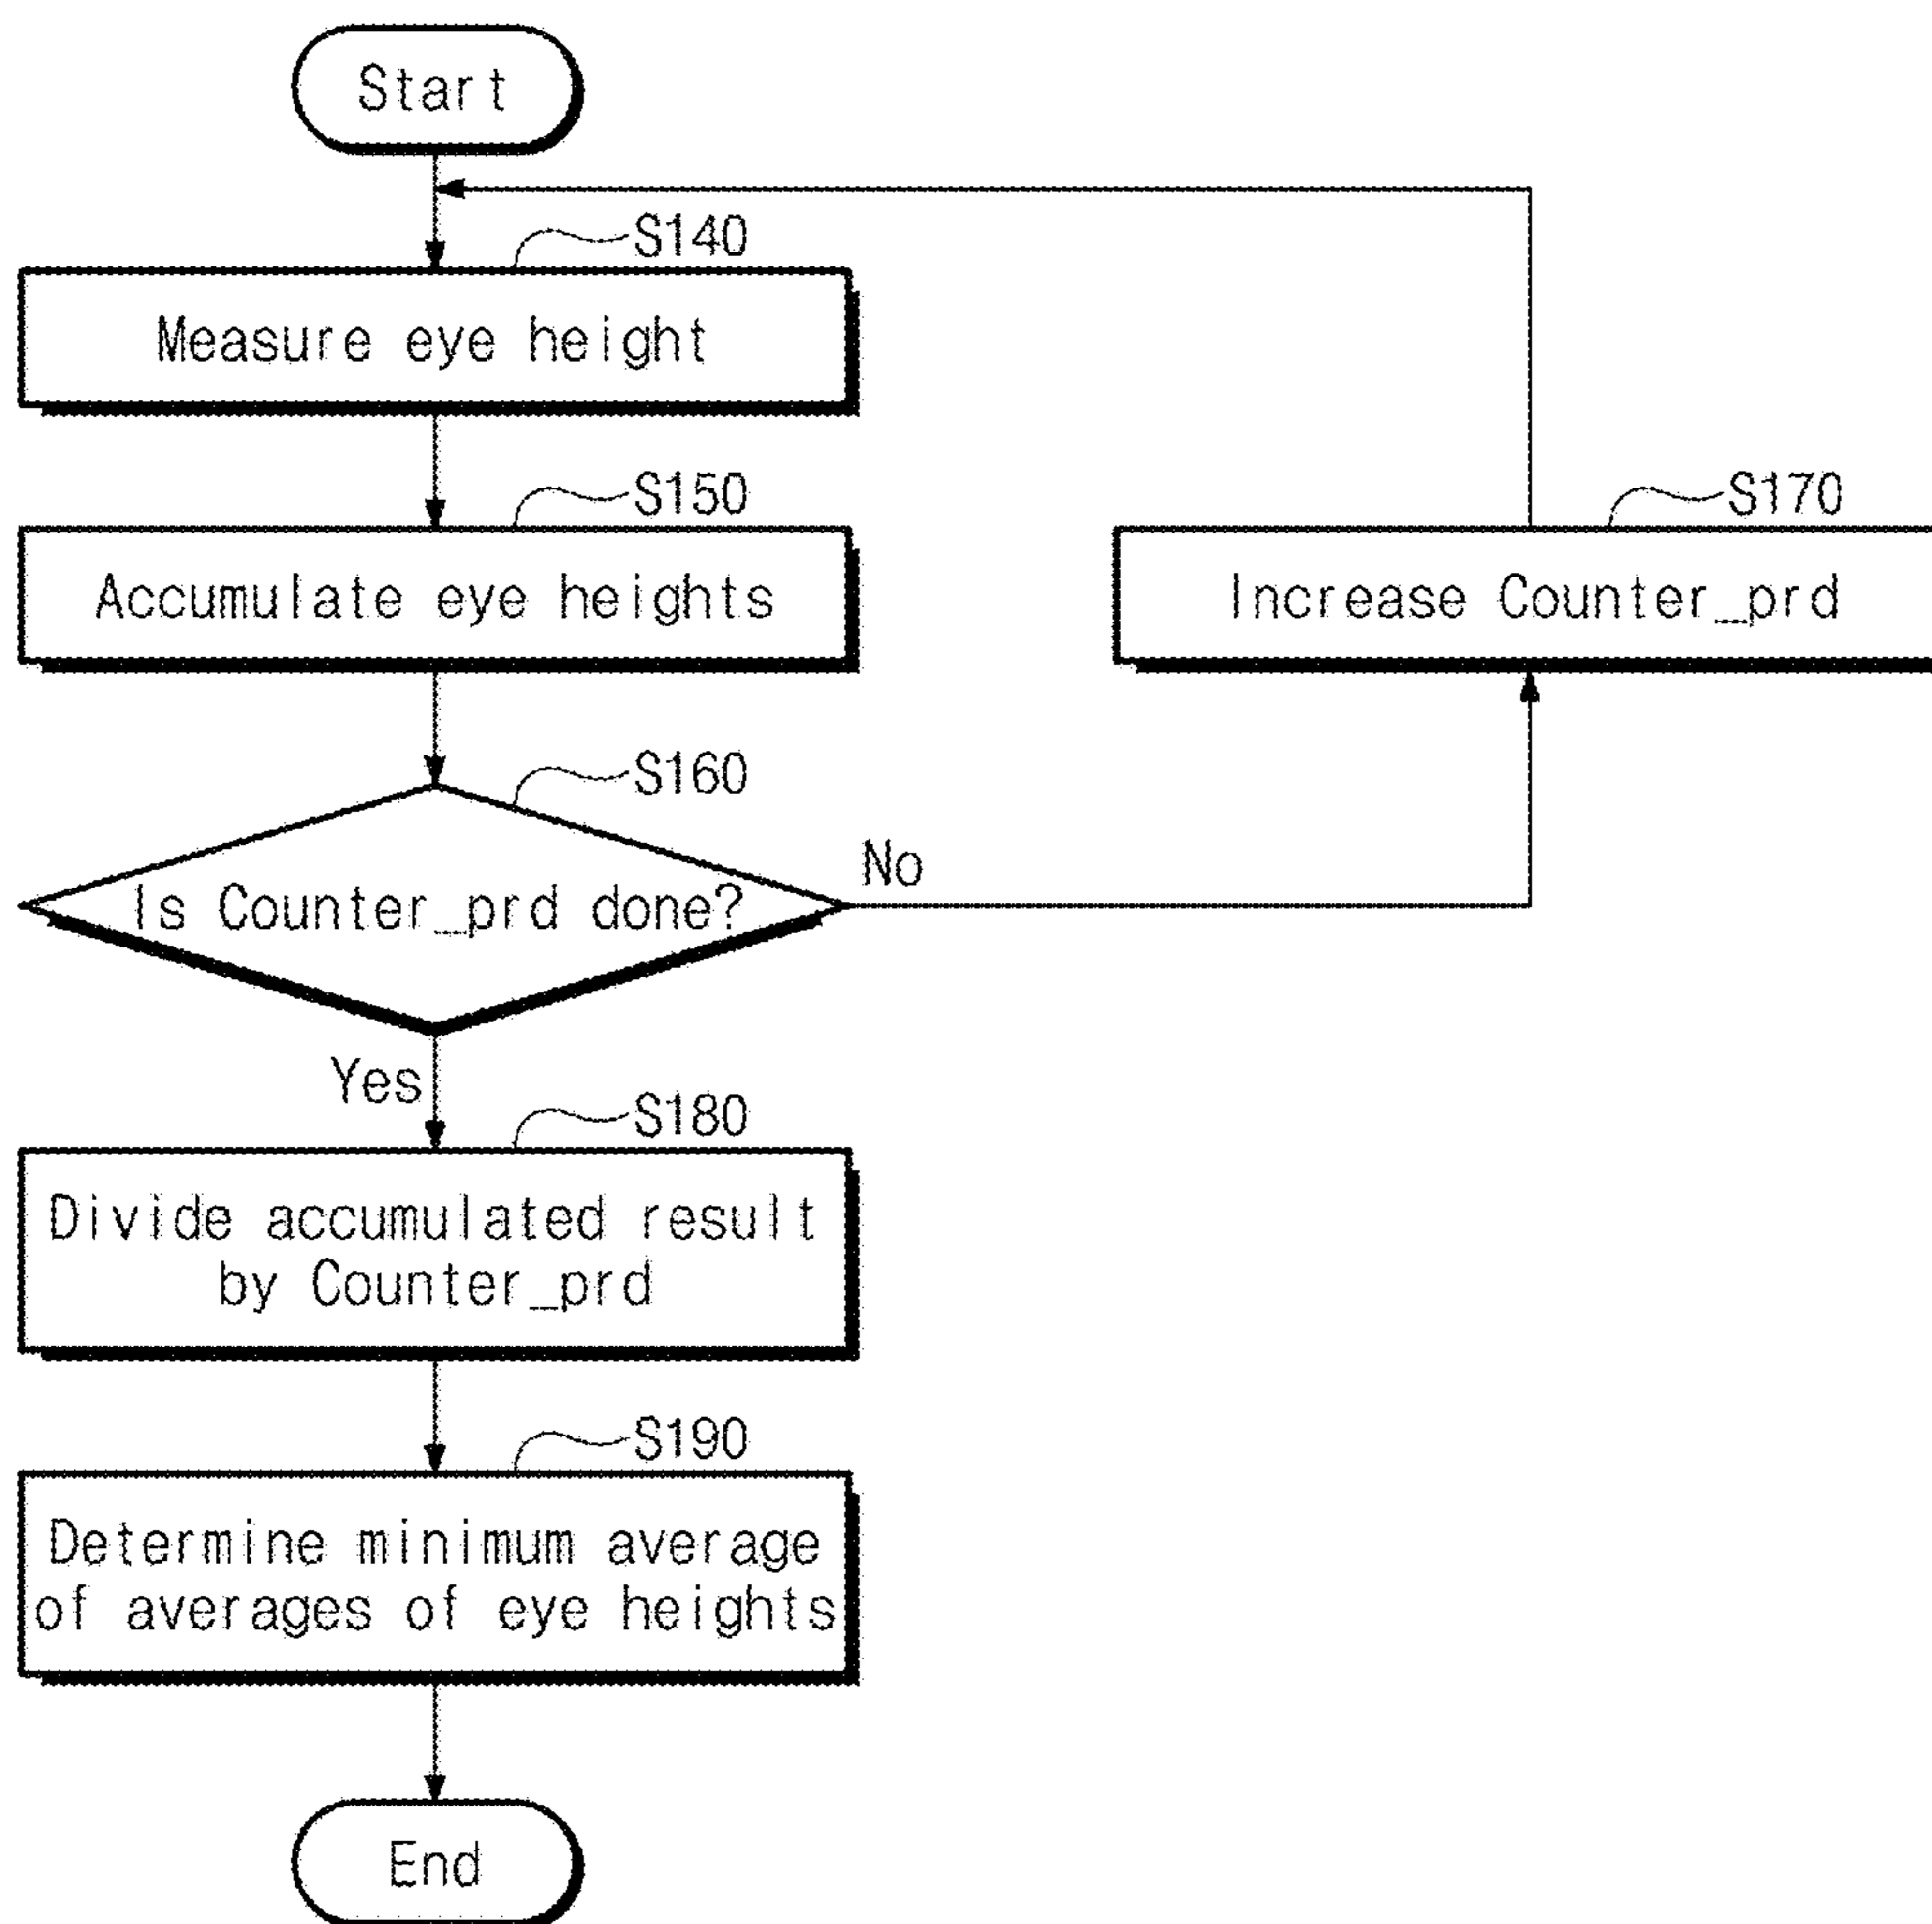 Start
S140
Measure eye height
S150
Accumulate eye heights
S170
Increase Counter_prd
S160
Is Counter_prd done?
No
Yes
S180
Divide accumulated result
by Counter_prd
S190
Determine minimum average
of averages of eye heights
End